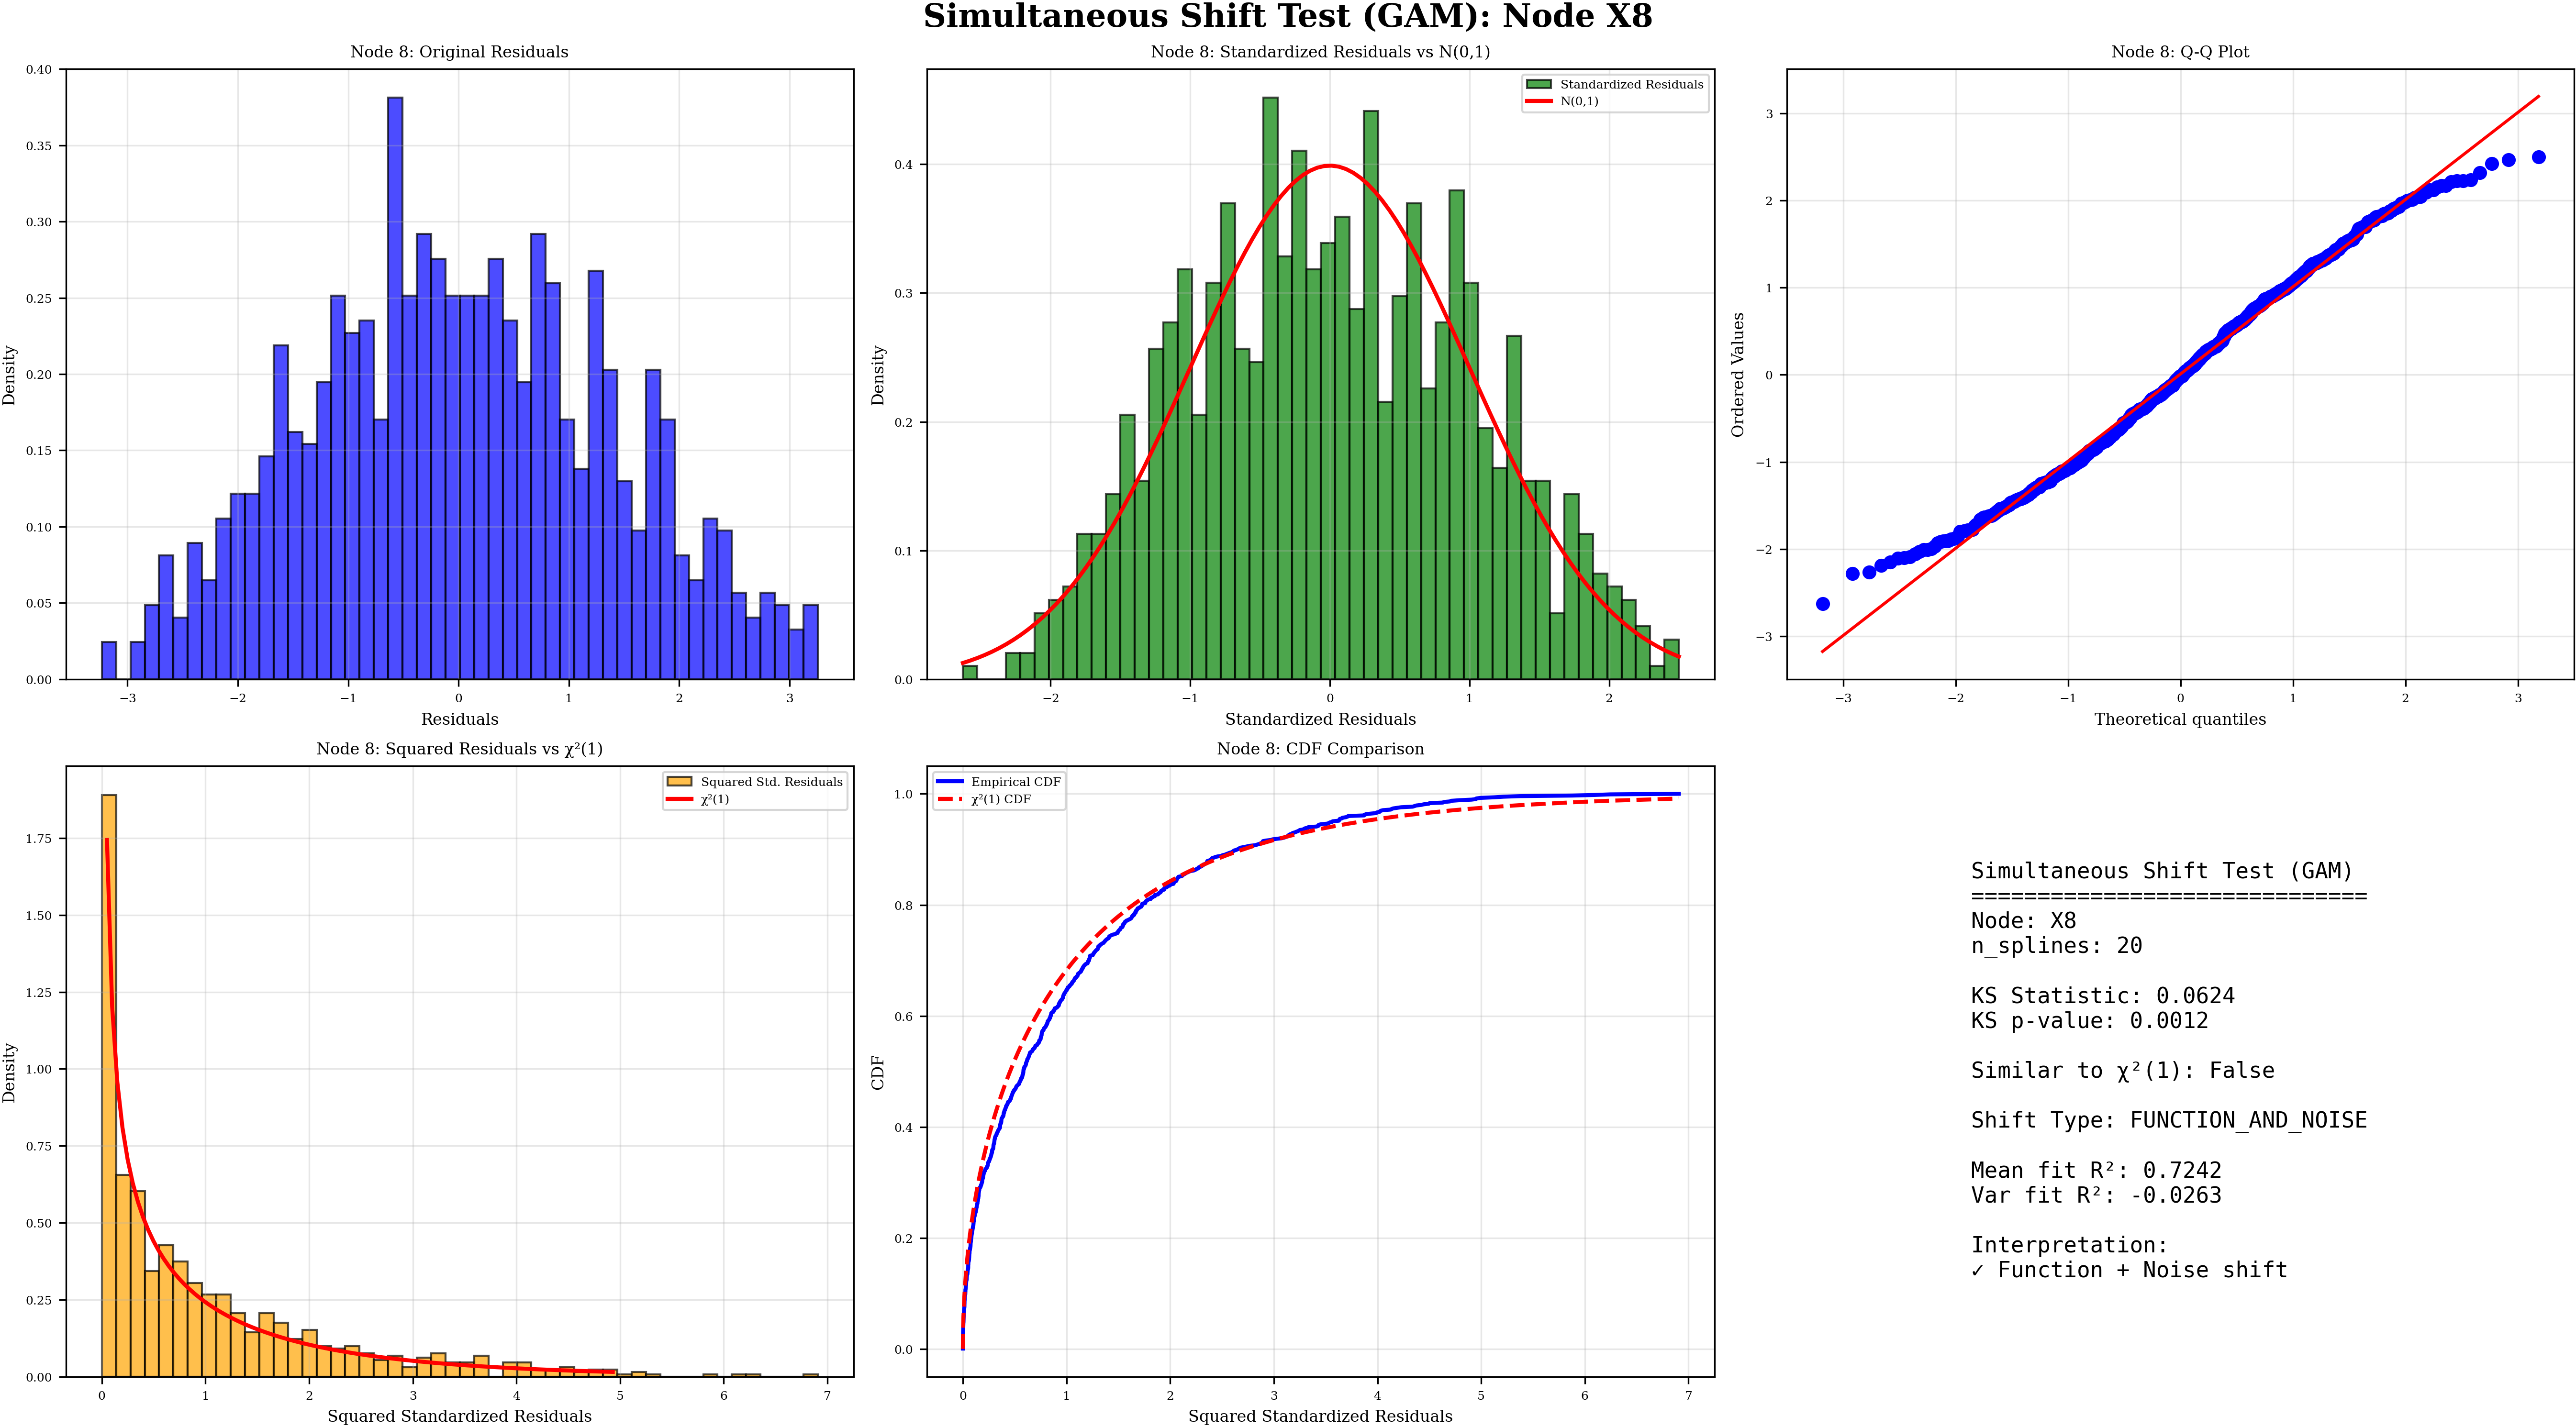 Simultaneous Shift Test (GAM): Node X8
Node 8: Original Residuals
0.40
0.35
0.30
0.25
0.20
0.15
0.10
0.05
0.00
Density
−3
−2
−1
0
1
2
3
Residuals
Node 8: Standardized Residuals vs N(0,1)
Standardized Residuals
N(0,1)
0.4
0.3
0.2
0.1
0.0
Density
−2
−1
0
1
2
Standardized Residuals
Node 8: Q-Q Plot
3
2
1
0
−1
−2
−3
Ordered Values
−3
−2
−1
0
1
2
3
Theoretical quantiles
Node 8: Squared Residuals vs χ²(1)
Squared Std. Residuals
χ²(1)
1.75
1.50
1.25
1.00
0.75
0.50
0.25
0.00
Density
0
1
2
3
4
5
6
7
Squared Standardized Residuals
Node 8: CDF Comparison
Empirical CDF
χ²(1) CDF
1.0
0.8
0.6
0.4
0.2
0.0
CDF
0
1
2
3
4
5
6
7
Squared Standardized Residuals
Simultaneous Shift Test (GAM)
==============================
Node: X8
n_splines: 20
KS Statistic: 0.0624
KS p-value: 0.0012
Similar to χ²(1): False
Shift Type: FUNCTION_AND_NOISE
Mean fit R²: 0.7242
Var fit R²: -0.0263
Interpretation:
✓ Function + Noise shift